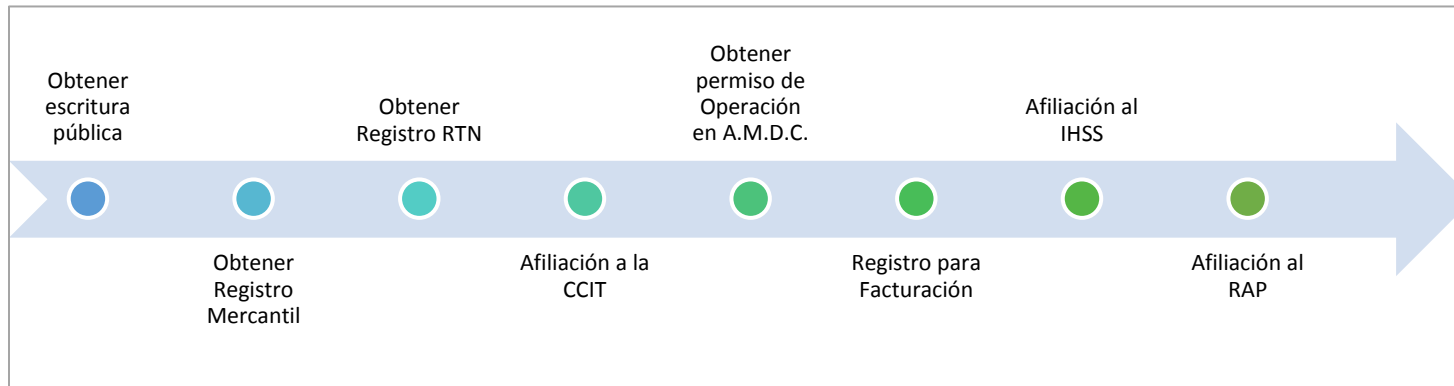 Obtener
escritura
pública
Obtener
Registro
Mercantil
Obtener
Registro RTN
Afiliación a la
CCIT
Obtener
permiso de
Operación
en A.M.D.C.
Registro para
Facturación
Afiliación al
IHSS
Afiliación al
RAP